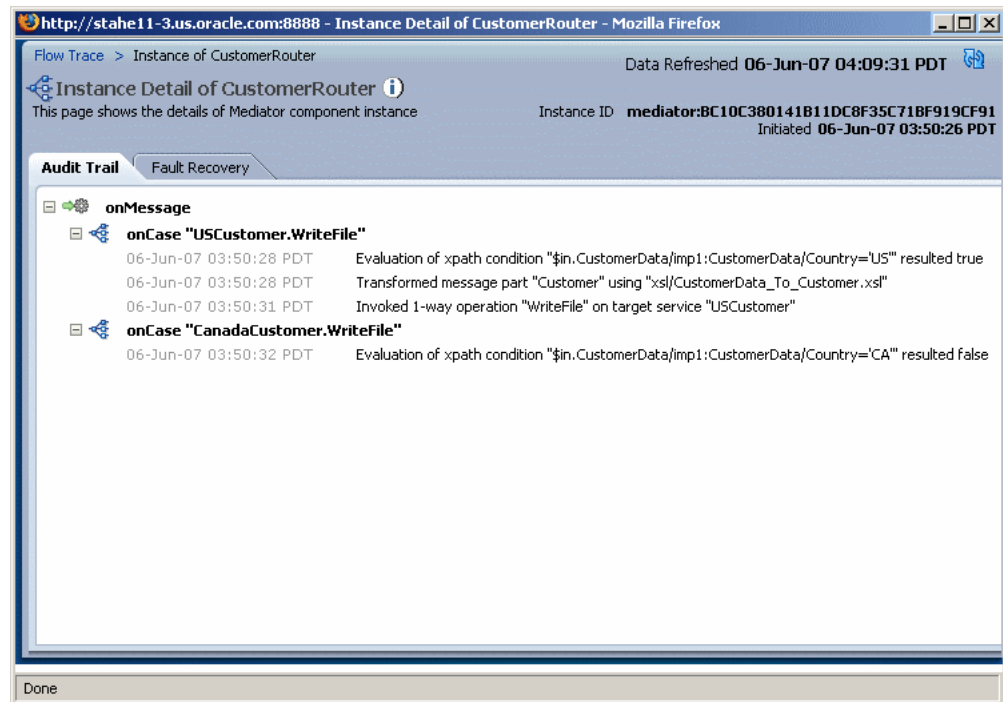 http://stahe11-3.us.oracle.com:8888 - Instance Detail of CustomerRouter - Mozilla Firefox
Flow Trace > Instance of CustomerRouter
Data Refreshed 06-Jun-07 04:09:31 PDT
Instance Detail of CustomerRouter i
This page shows the details of Mediator component instance
Instance ID mediator:BC10C380141B11DC8F35C71BF919CF91
Initiated 06-Jun-07 03:50:26 PDT
Audit Trail Fault Recovery
onMessage
onCase "USCustomer.WriteFile"
06-Jun-07 03:50:28 PDT Evaluation of xpath condition "$in.CustomerData/imp1:CustomerData/Country='US'" resulted true
06-Jun-07 03:50:28 PDT Transformed message part "Customer" using "xsl/CustomerData_To_Customer.xsl"
06-Jun-07 03:50:31 PDT Invoked 1-way operation "WriteFile" on target service "USCustomer"
onCase "CanadaCustomer.WriteFile"
06-Jun-07 03:50:32 PDT Evaluation of xpath condition "$in.CustomerData/imp1:CustomerData/Country='CA'" resulted false
Done